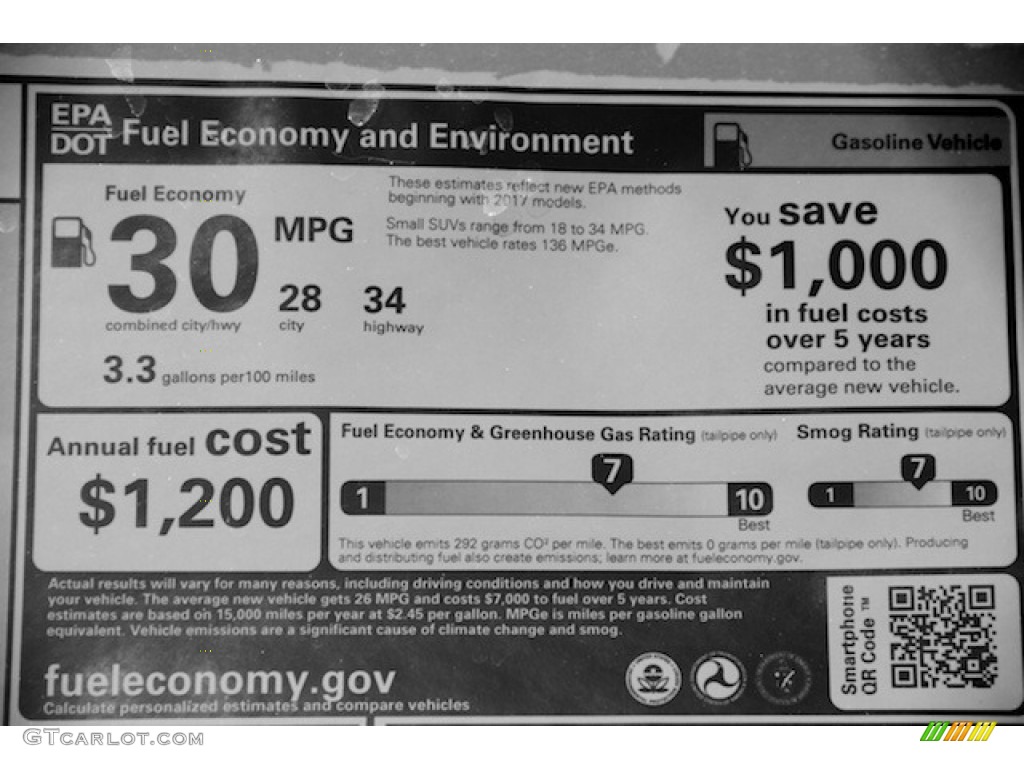 EPA
DOT Fuel Economy and Environment
Gasoline Vehicle
Fuel Economy
30 MPG
combined city/hwy
28
city
34
highway
3.3 gallons per100 miles
These estimates reflect new EPA methods
beginning with 2017 models.
Small SUVs range from 18 to 34 MPG.
The best vehicle rates 136 MPGe.
You save
$1,000
in fuel costs
over 5 years
compared to the
average new vehicle.
Annual fuel cost
$1,200
Fuel Economy & Greenhouse Gas Rating (tailpipe only)
7
1 10
Best
Smog Rating (tailpipe only)
7
1 10
Best
This vehicle emits 292 grams CO² per mile. The best emits 0 grams per mile (tailpipe only). Producing
and distributing fuel also create emissions; learn more at fueleconomy.gov.
Actual results will vary for many reasons, including driving conditions and how you drive and maintain
your vehicle. The average new vehicle gets 26 MPG and costs $7,000 to fuel over 5 years. Cost
estimates are based on 15,000 miles per year at $2.45 per gallon. MPGe is miles per gasoline gallon
equivalent. Vehicle emissions are a significant cause of climate change and smog.
fueleconomy.gov
Calculate personalized estimates and compare vehicles
Smartphone
QR Code ™
GTCARLOT.COM